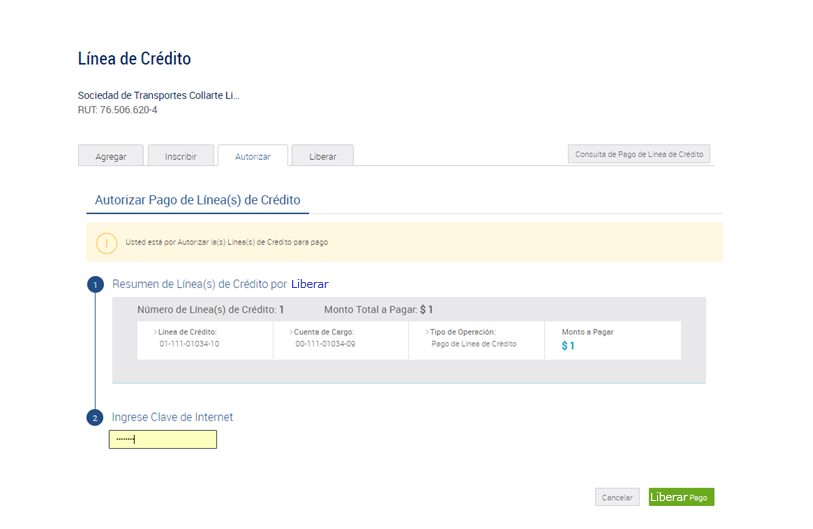 Línea de Crédito
Sociedad de Transportes Collarte Li...
RUT: 76.506.620-4
Agregar Inscribir Autorizar Liberar Consulta de Pago de Línea de Crédito
Autorizar Pago de Línea(s) de Crédito
! Usted está por Autorizar la(s) Línea(s) de Crédito para pago
1 Resumen de Línea(s) de Crédito por Liberar
Número de Línea(s) de Crédito: 1 Monto Total a Pagar: $ 1
> Línea de Crédito: > Cuenta de Cargo: > Tipo de Operación: Monto a Pagar
01-111-01034-10 00-111-01034-09 Pago de Línea de Crédito $ 1
2 Ingrese Clave de Internet
Cancelar Liberar Pago